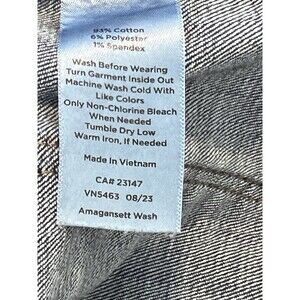 93% Cotton
6% Polyester
1% Spandex
Wash Before Wearing
Turn Garment Inside Out
Machine Wash Cold With
Like Colors
Only Non-Chlorine Bleach
When Needed
Tumble Dry Low
Warm Iron, If Needed
Made in Vietnam
CA# 23147
VN5463 08/23
Amagansett Wash